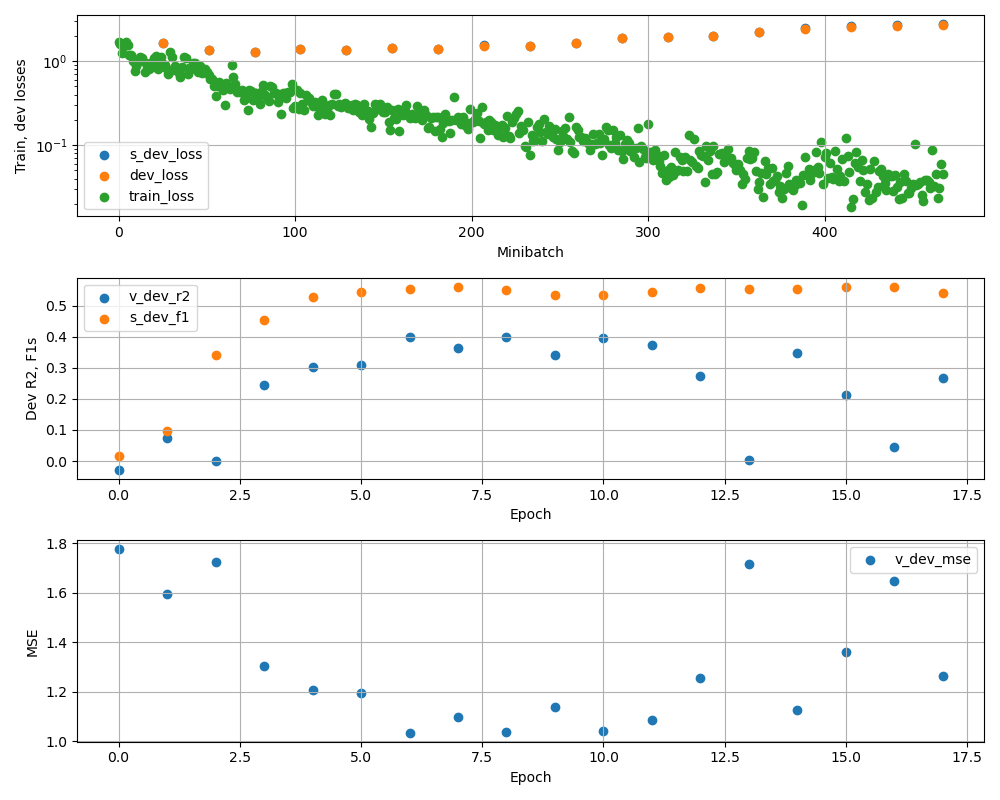 Train, dev losses
10⁰
10⁻¹
s_dev_loss
dev_loss
train_loss
0
100
200
300
400
Minibatch
Dev R2, F1s
0.5
0.4
0.3
0.2
0.1
0.0
v_dev_r2
s_dev_f1
0.0
2.5
5.0
7.5
10.0
12.5
15.0
17.5
Epoch
MSE
1.8
1.6
1.4
1.2
1.0
v_dev_mse
0.0
2.5
5.0
7.5
10.0
12.5
15.0
17.5
Epoch